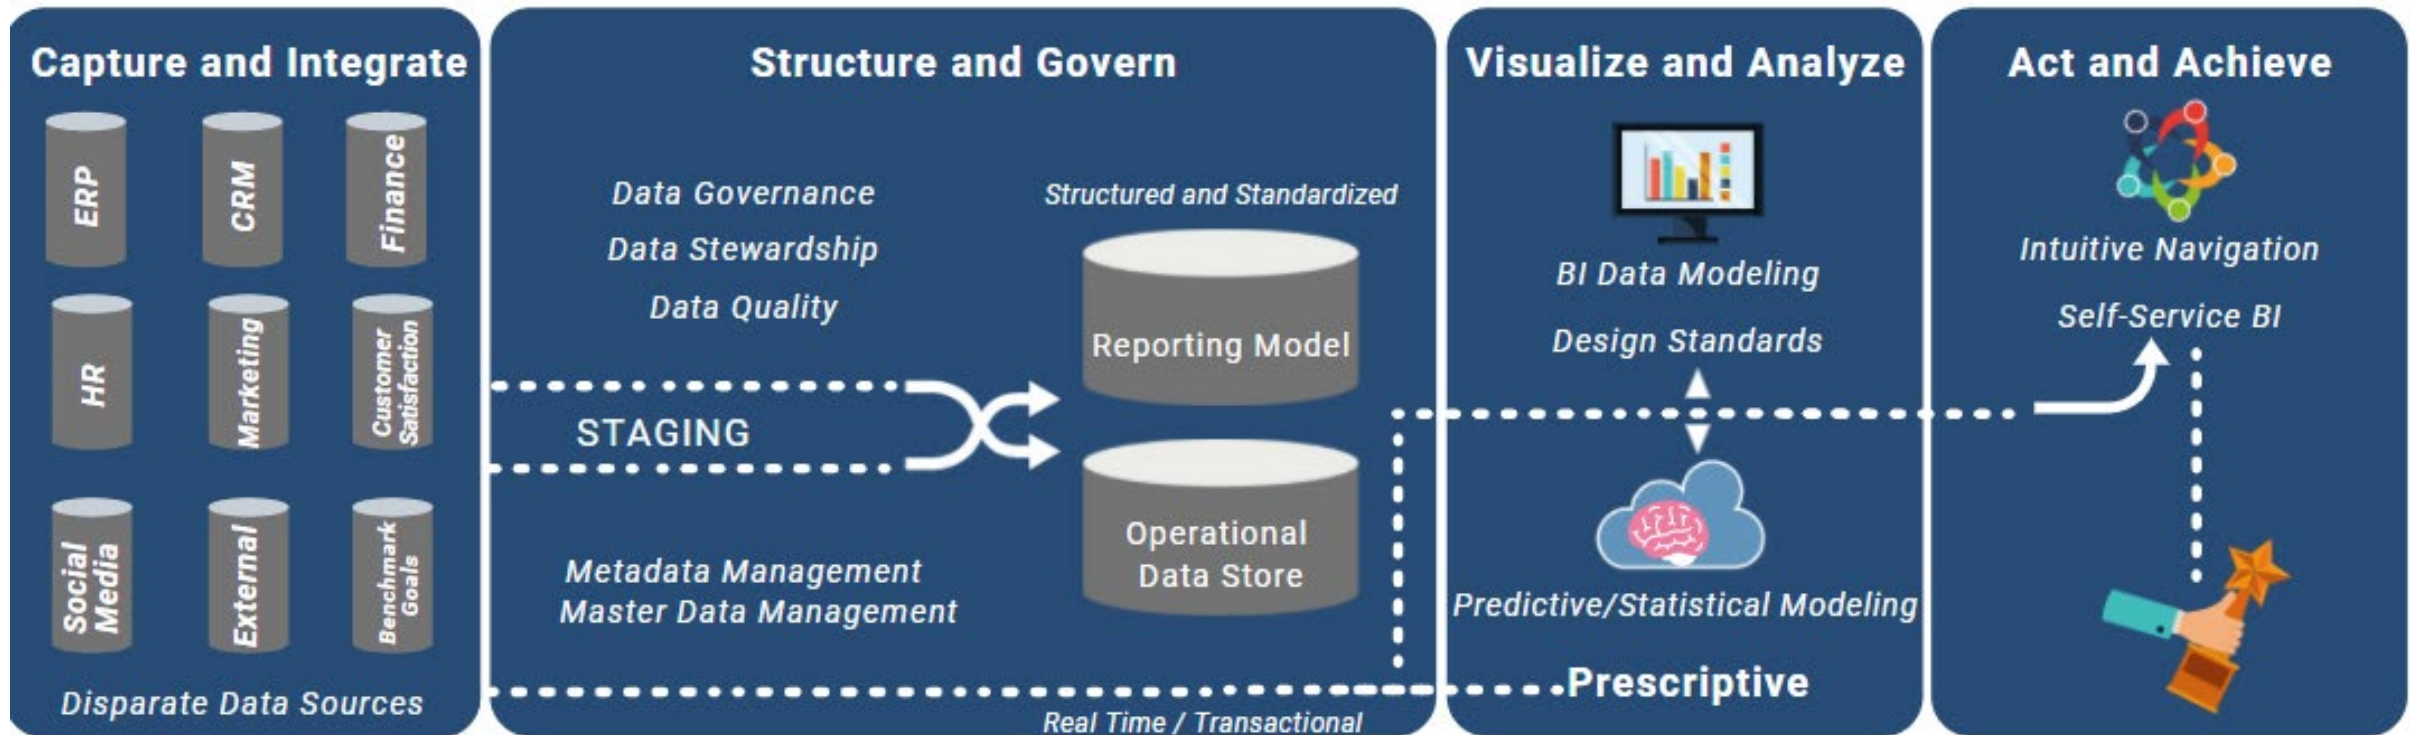 Capture and Integrate
ERP
CRM
Finance
HR
Marketing
Customer
Satisfaction
Social
Media
External
Benchmark
Goals
Disparate Data Sources
Structure and Govern
Data Governance
Data Stewardship
Data Quality
STAGING
Metadata Management
Master Data Management
Structured and Standardized
Reporting Model
Operational
Data Store
Real Time / Transactional
Visualize and Analyze
BI Data Modeling
Design Standards
Predictive/Statistical Modeling
Prescriptive
Act and Achieve
Intuitive Navigation
Self-Service BI